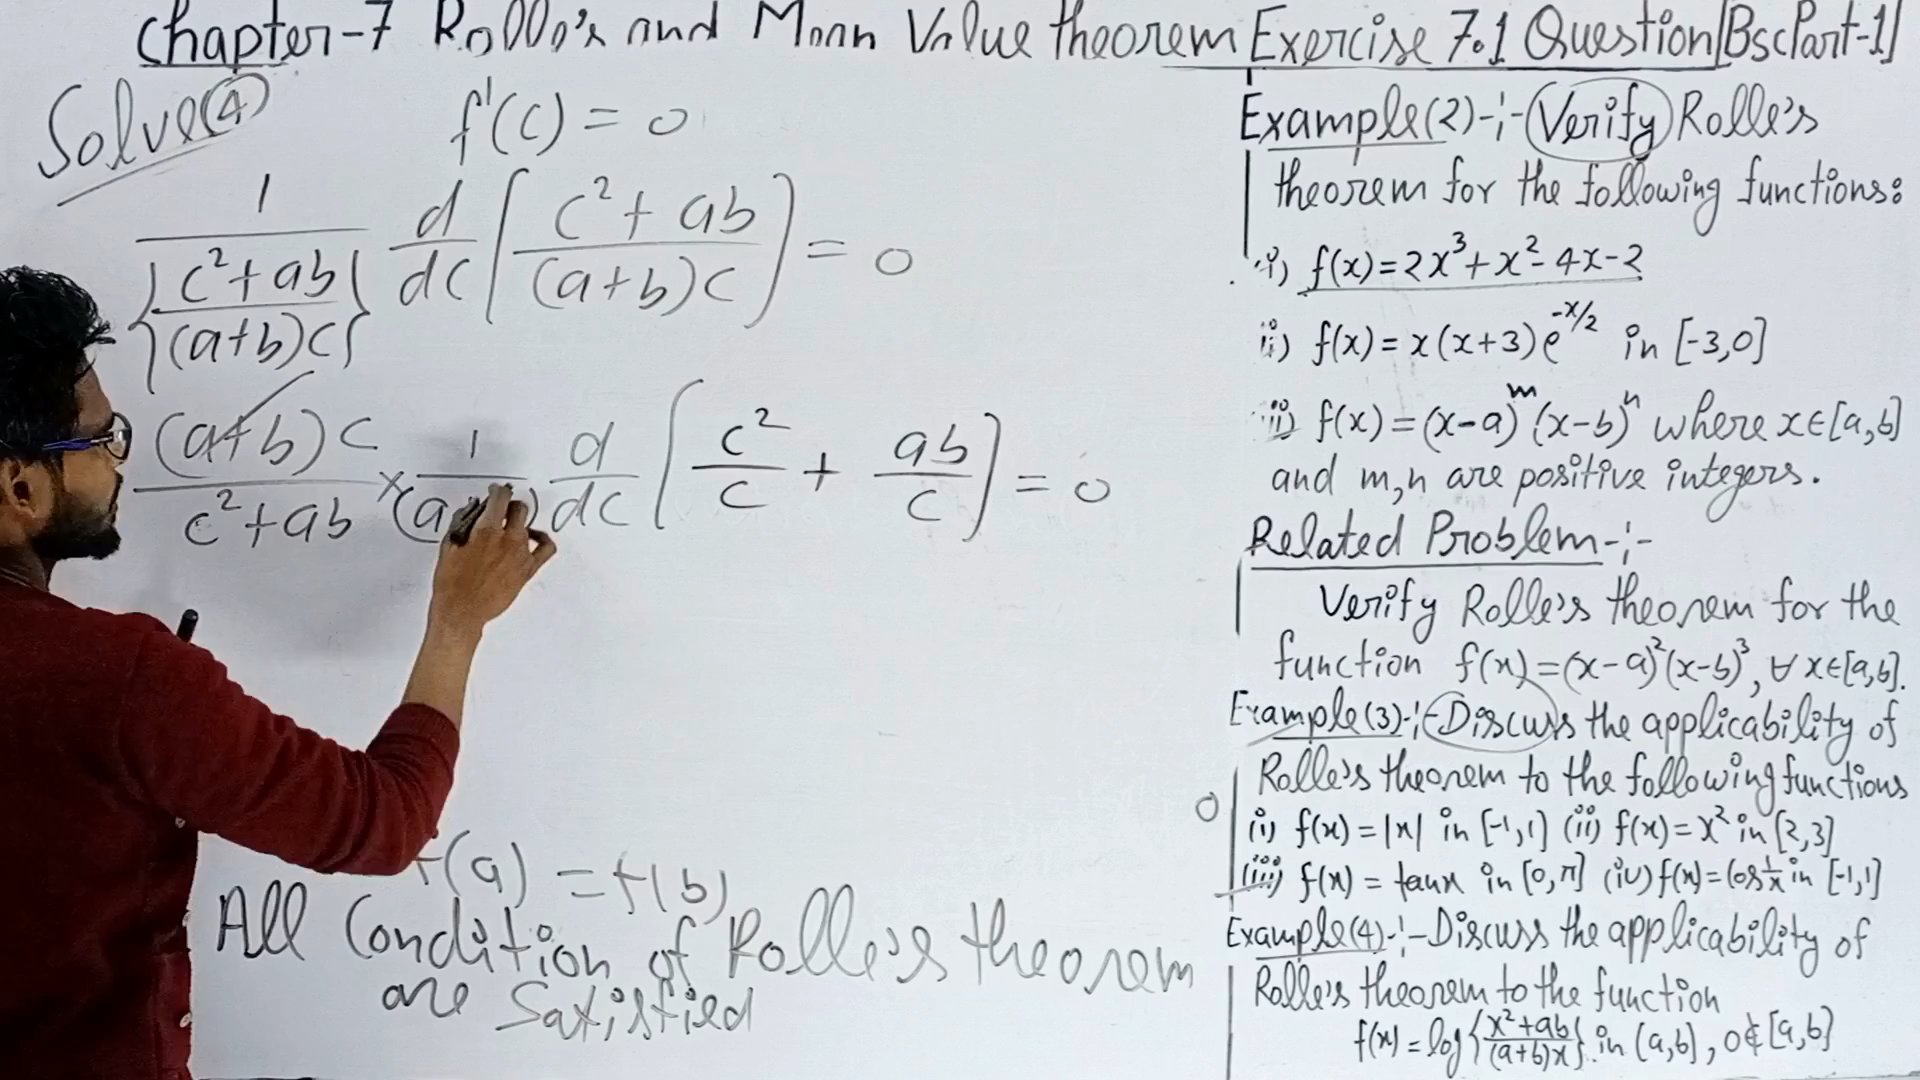 Chapter-7 Rolle's and Mean Value theorem Exercise 7.1 Question[BscPart-1]
Solve(4)
f'(c) = 0
1/{c²+ab/(a+b)c} d/dc [c²+ab/(a+b)c] = 0
(a+b)c/c²+ab × 1/(a ) d/dc [c²/c + ab/c] = 0
f(a) = f(b)
All Condition of Rolle's theorem
are Satisfied
Example(2)-:-Verify Rolle's
theorem for the following functions:
i) f(x)=2x³+x²-4x-2
ii) f(x)=x(x+3)e^-x/2 in [-3,0]
iii) f(x)=(x-a)^m (x-b)^n where x∈[a,b]
and m,n are positive integers.
Related Problem-:-
Verify Rolle's theorem for the
function f(x)=(x-a)²(x-b)³, ∀ x∈[a,b].
Example(3)-:-Discuss the applicability of
Rolle's theorem to the following functions
0
(i) f(x)=|x| in [-1,1] (ii) f(x)=x² in [2,3]
(iii) f(x)=tanx in [0,π] (iv) f(x)=Cos 1/x in [-1,1]
Example(4)-:-Discuss the applicability of
Rolle's theorem to the function
f(x)=log{x²+ab/(a+b)x} in (a,b), 0∉[a,b]